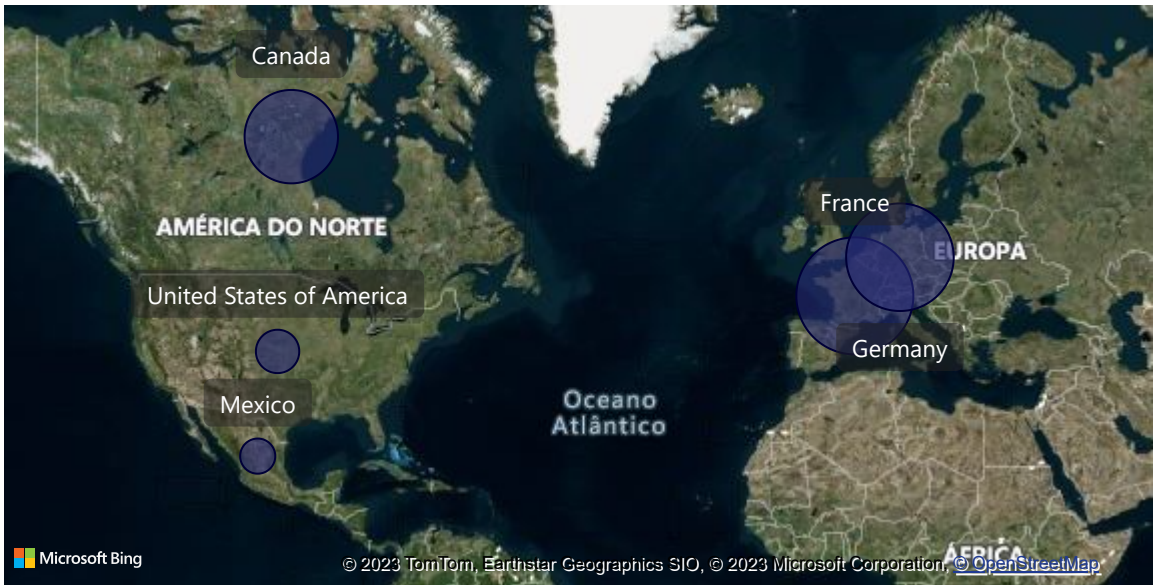 Canada
AMÉRICA DO NORTE
France
EUROPA
United States of America
Germany
Mexico
Oceano
Atlântico
ÁFRICA
Microsoft Bing
© 2023 TomTom, Earthstar Geographics SIO, © 2023 Microsoft Corporation, © OpenStreetMap